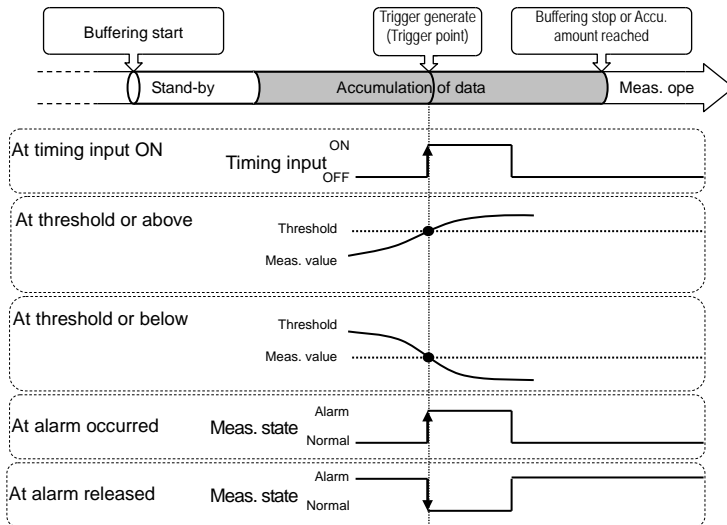 Buffering start
Trigger generate
(Trigger point)
Buffering stop or Accu.
amount reached
Stand-by
Accumulation of data
Meas. ope
At timing input ON
Timing input
ON
OFF
At threshold or above
Threshold
Meas. value
At threshold or below
Threshold
Meas. value
At alarm occurred
Meas. state
Alarm
Normal
At alarm released
Meas. state
Alarm
Normal